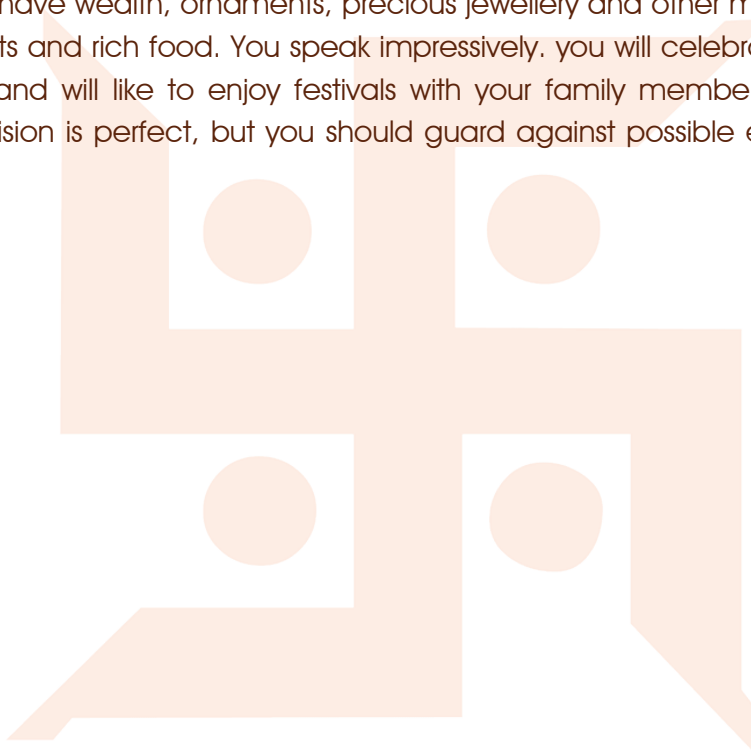 have wealth, ornaments, precious jewellery and other
ts and rich food. You speak impressively. you will
and will like to enjoy festivals with your family
is perfect, but you should guard against possible